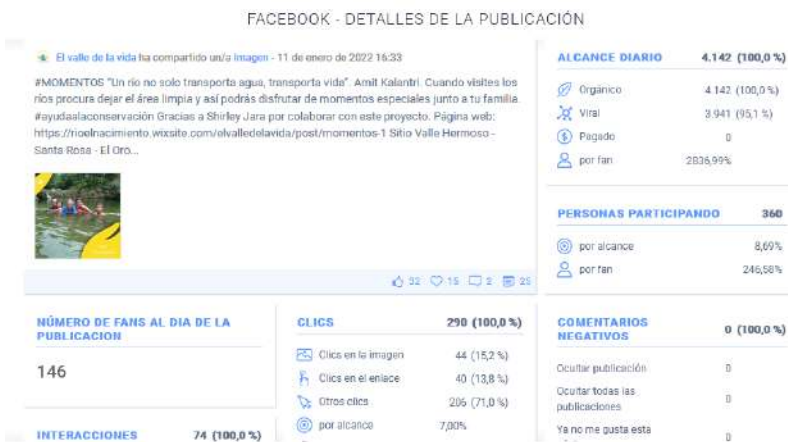 FACEBOOK - DETALLES DE LA PUBLICACIÓN
El valle de la vida ha compartido un/a Imagen - 11 de enero de 2022 16:33
#MOMENTOS "Un río no solo transporta agua, transporta vida". Amit Kalantri. Cuando visites los
ríos procura dejar el área limpia y así podrás disfrutar de momentos especiales junto a tu familia.
#ayudaalaconservación Gracias a Shirley Jara por colaborar con este proyecto. Página web:
https://rioelnacimiento.wixsite.com/elvalledelavida/post/momentos-1 Sitio Valle Hermoso -
Santa Rosa - El Oro...
32 15 2 25
ALCANCE DIARIO 4.142 (100,0 %)
Orgánico 4.142 (100,0 %)
Viral 3.941 (95,1 %)
Pagado 0
por fan 2836,99%
PERSONAS PARTICIPANDO 360
por alcance 8,69%
por fan 246,58%
NÚMERO DE FANS AL DIA DE LA
PUBLICACION
146
INTERACCIONES 74 (100,0 %)
CLICS 290 (100,0 %)
Clics en la imagen 44 (15,2 %)
Clics en el enlace 40 (13,8 %)
Otros clics 206 (71,0 %)
por alcance 7,00%
COMENTARIOS
NEGATIVOS 0 (100,0 %)
Ocultar publicación 0
Ocultar todas las
publicaciones 0
Ya no me gusta esta
0